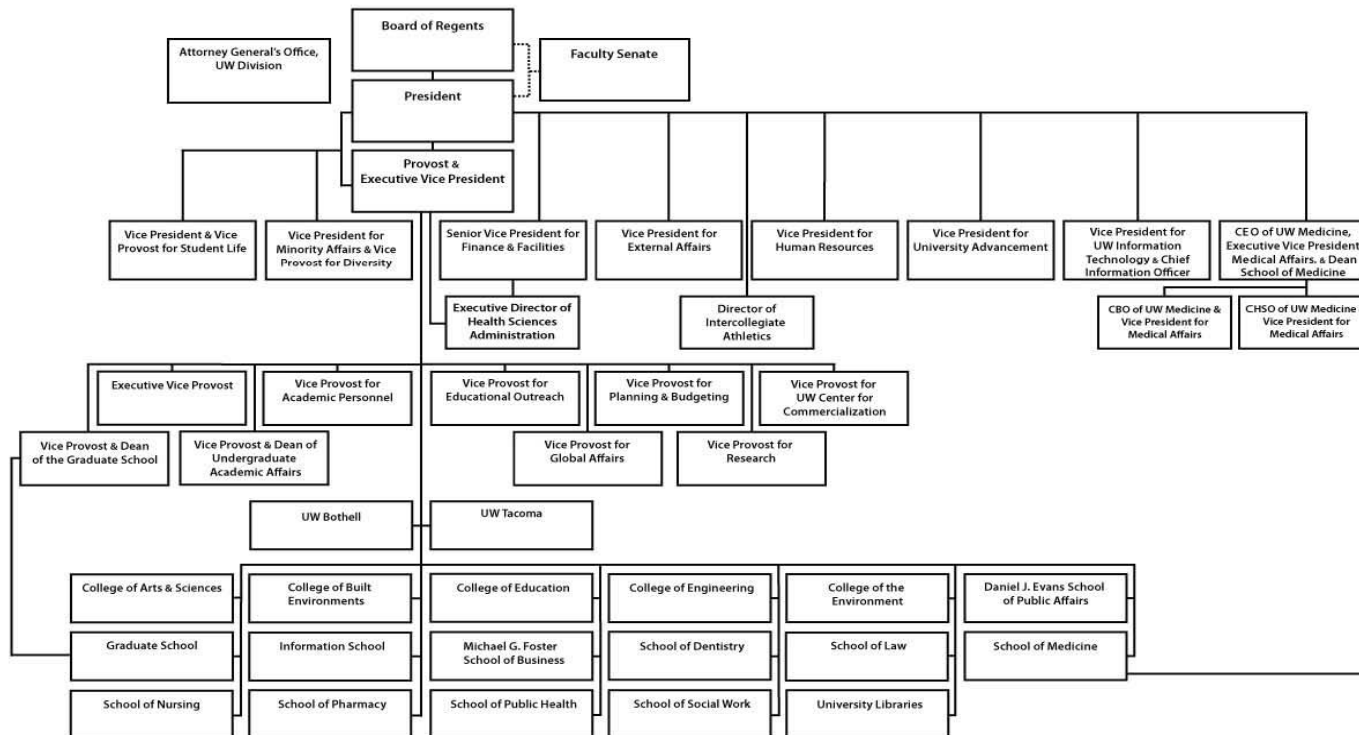 Board of Regents
Attorney General's Office,
UW Division
Faculty Senate
President
Provost &
Executive Vice President
Vice President & Vice
Provost for Student Life
Vice President for
Minority Affairs & Vice
Provost for Diversity
Senior Vice President for
Finance & Facilities
Vice President for
External Affairs
Vice President for
Human Resources
Vice President for
University Advancement
Vice President for
UW Information
Technology & Chief
Information Officer
CEO of UW Medicine,
Executive Vice President
Medical Affairs, & Dean
School of Medicine
Executive Director of
Health Sciences
Administration
Director of
Intercollegiate
Athletics
CBO of UW Medicine &
Vice President for
Medical Affairs
CHSO of UW Medicine
Vice President for
Medical Affairs
Executive Vice Provost
Vice Provost for
Academic Personnel
Vice Provost for
Educational Outreach
Vice Provost for
Planning & Budgeting
Vice Provost for
UW Center for
Commercialization
Vice Provost & Dean
of the Graduate School
Vice Provost & Dean of
Undergraduate
Academic Affairs
Vice Provost for
Global Affairs
Vice Provost for
Research
UW Bothell
UW Tacoma
College of Arts & Sciences
College of Built
Environments
College of Education
College of Engineering
College of the
Environment
Daniel J. Evans School
of Public Affairs
Graduate School
Information School
Michael G. Foster
School of Business
School of Dentistry
School of Law
School of Medicine
School of Nursing
School of Pharmacy
School of Public Health
School of Social Work
University Libraries